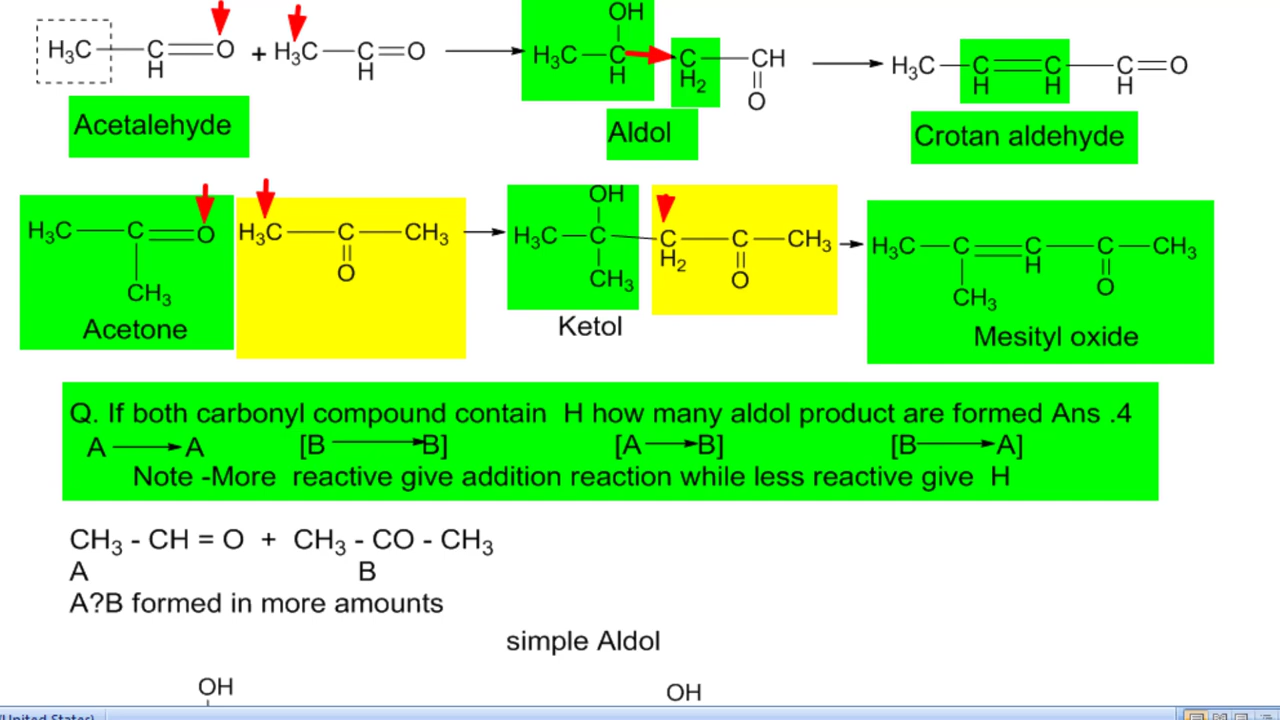 OH
H3C — C = O + H3C — C = O → H3C — C — C — CH → H3C — C = C — C = O
H H H H2 O H H H
Acetalehyde Aldol Crotan aldehyde
OH
H3C — C = O H3C — C — CH3 → H3C — C — C — C — CH3 → H3C — C = C — C — CH3
O H2 O H O
CH3 CH3 CH3
Acetone Ketol Mesityl oxide
Q. If both carbonyl compound contain H how many aldol product are formed Ans .4
A → A [B → B] [A → B] [B → A]
Note -More reactive give addition reaction while less reactive give H
CH3 - CH = O + CH3 - CO - CH3
A B
A?B formed in more amounts
simple Aldol
OH OH
(United States)